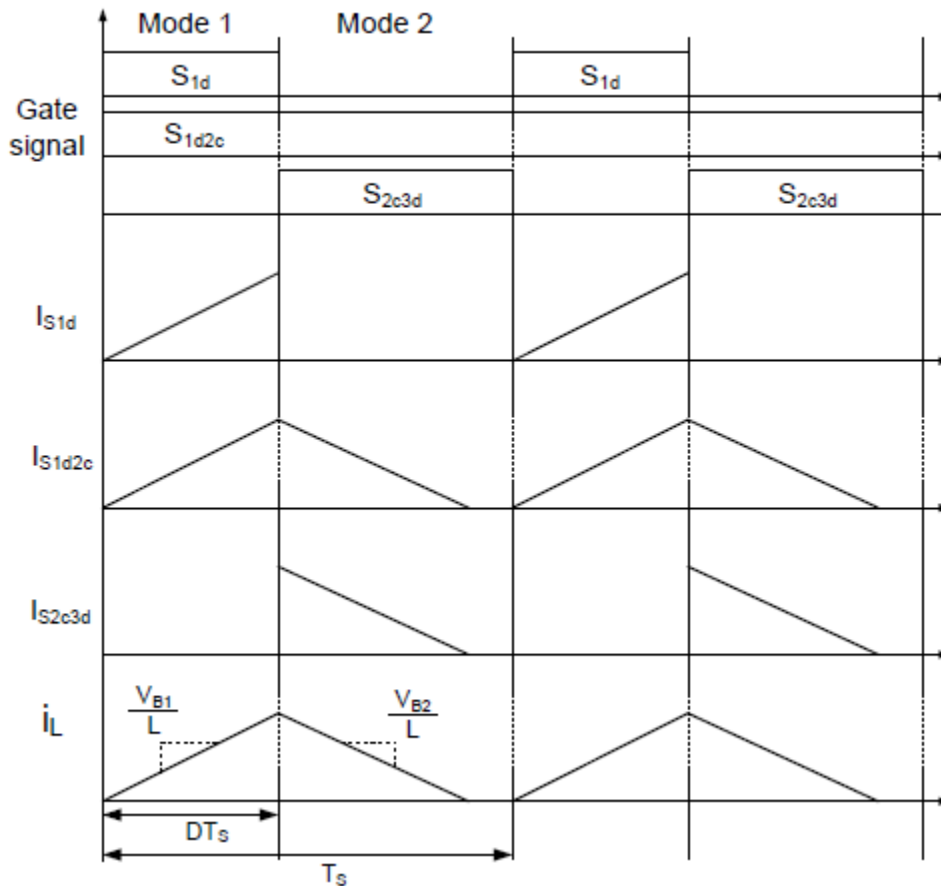 Mode 1 Mode 2
S1d S1d
Gate
signal
S1d2c
S2c3d S2c3d
IS1d
IS1d2c
IS2c3d
iL
VB1
L
VB2
L
DTS
TS